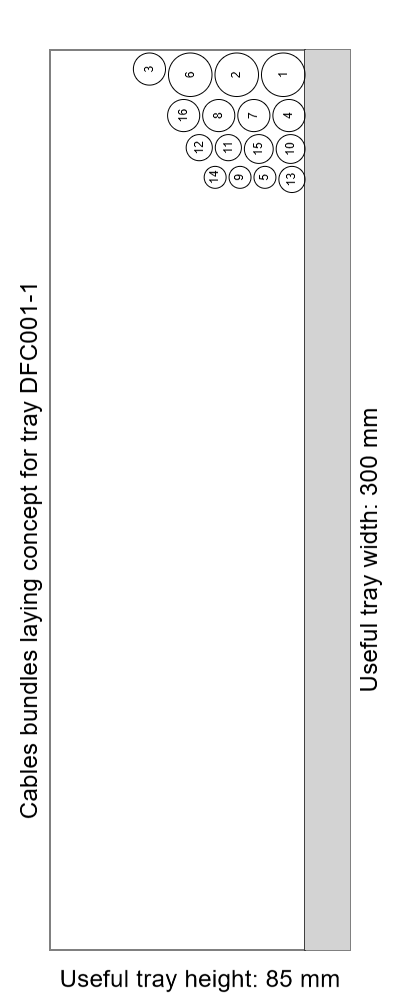 Cables bundles laying concept for tray DFC001-1
3 6 2 1
16 8 7 4
12 11 15 10
14 9 5 13
Useful tray width: 300 mm
Useful tray height: 85 mm